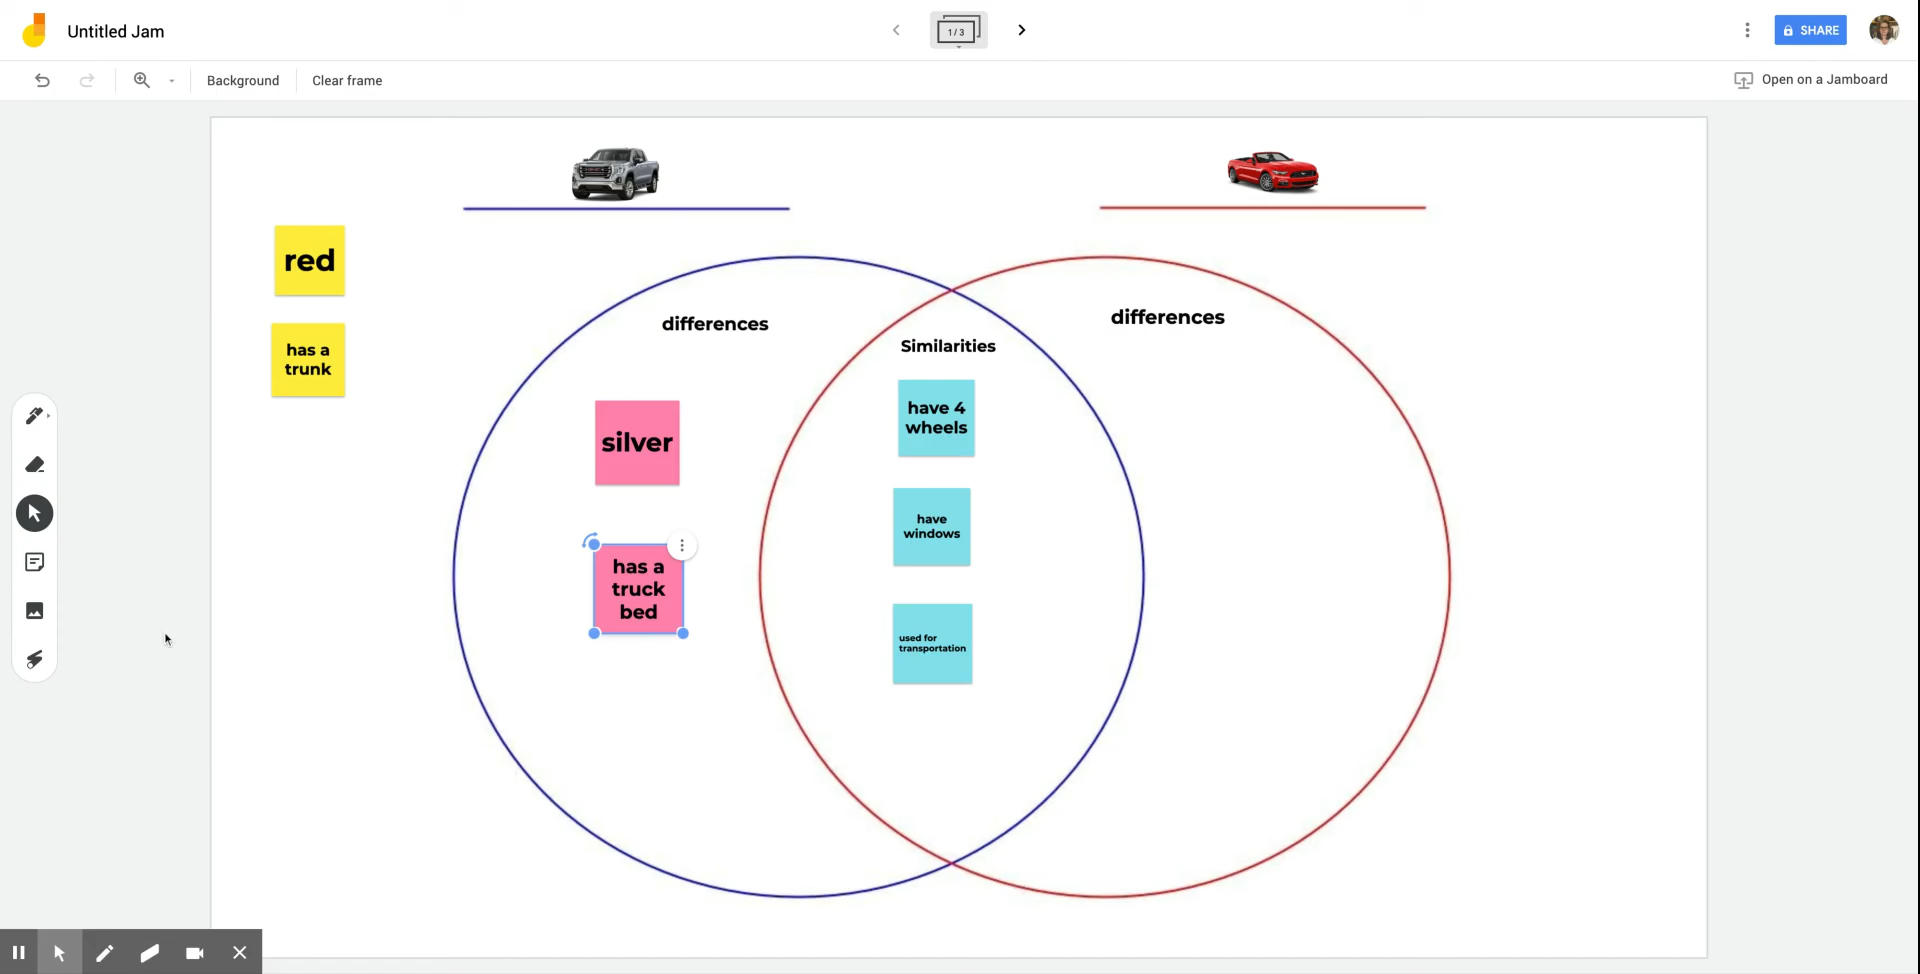 Untitled Jam
1 / 3
SHARE
Background
Clear frame
Open on a Jamboard
red
has a
trunk
differences
differences
Similarities
silver
has a
truck
bed
have 4
wheels
have
windows
used for
transportation